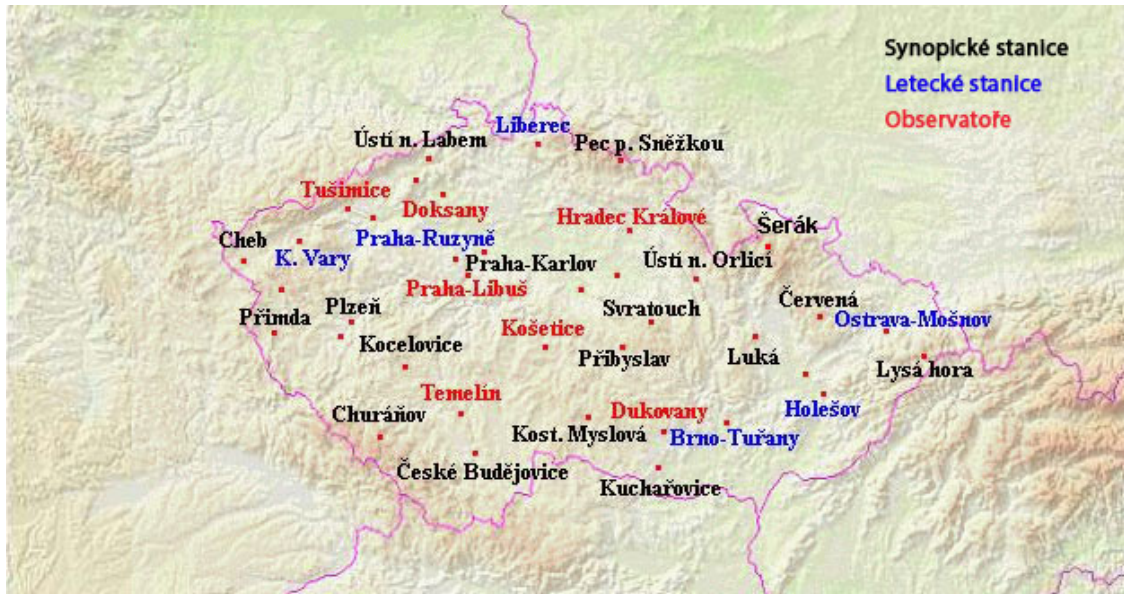 Synopické stanice
Letecké stanice
Observatoře
Liberec
Ústí n. Labem
Pec p. Sněžkou
Tušimice
Doksany
Hradec Králové
Šerák
Praha-Ruzyně
Cheb
K. Vary
Praha-Karlov
Ústí n. Orlicí
Praha-Libuš
Červená
Plzeň
Svratouch
Přimda
Ostrava-Mošnov
Košetice
Kocelovice
Přibyslav
Luká
Lysá hora
Temelín
Churáňov
Dukovany
Holešov
Kost. Myslová
Brno-Tuřany
České Budějovice
Kuchařovice